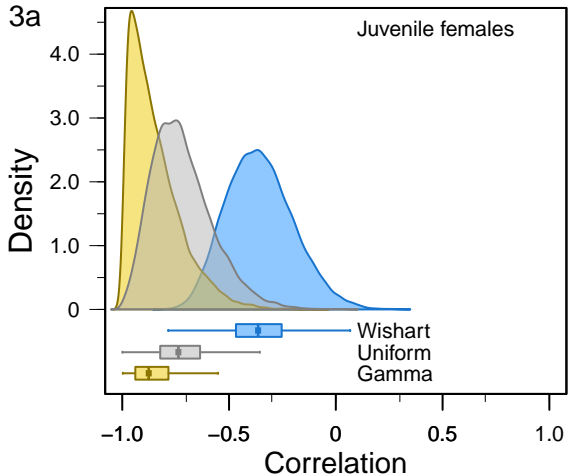 3a
Juvenile females
Density
4.0
3.0
2.0
1.0
0
Wishart
Uniform
Gamma
−1.0 −0.5 0 0.5 1.0
Correlation